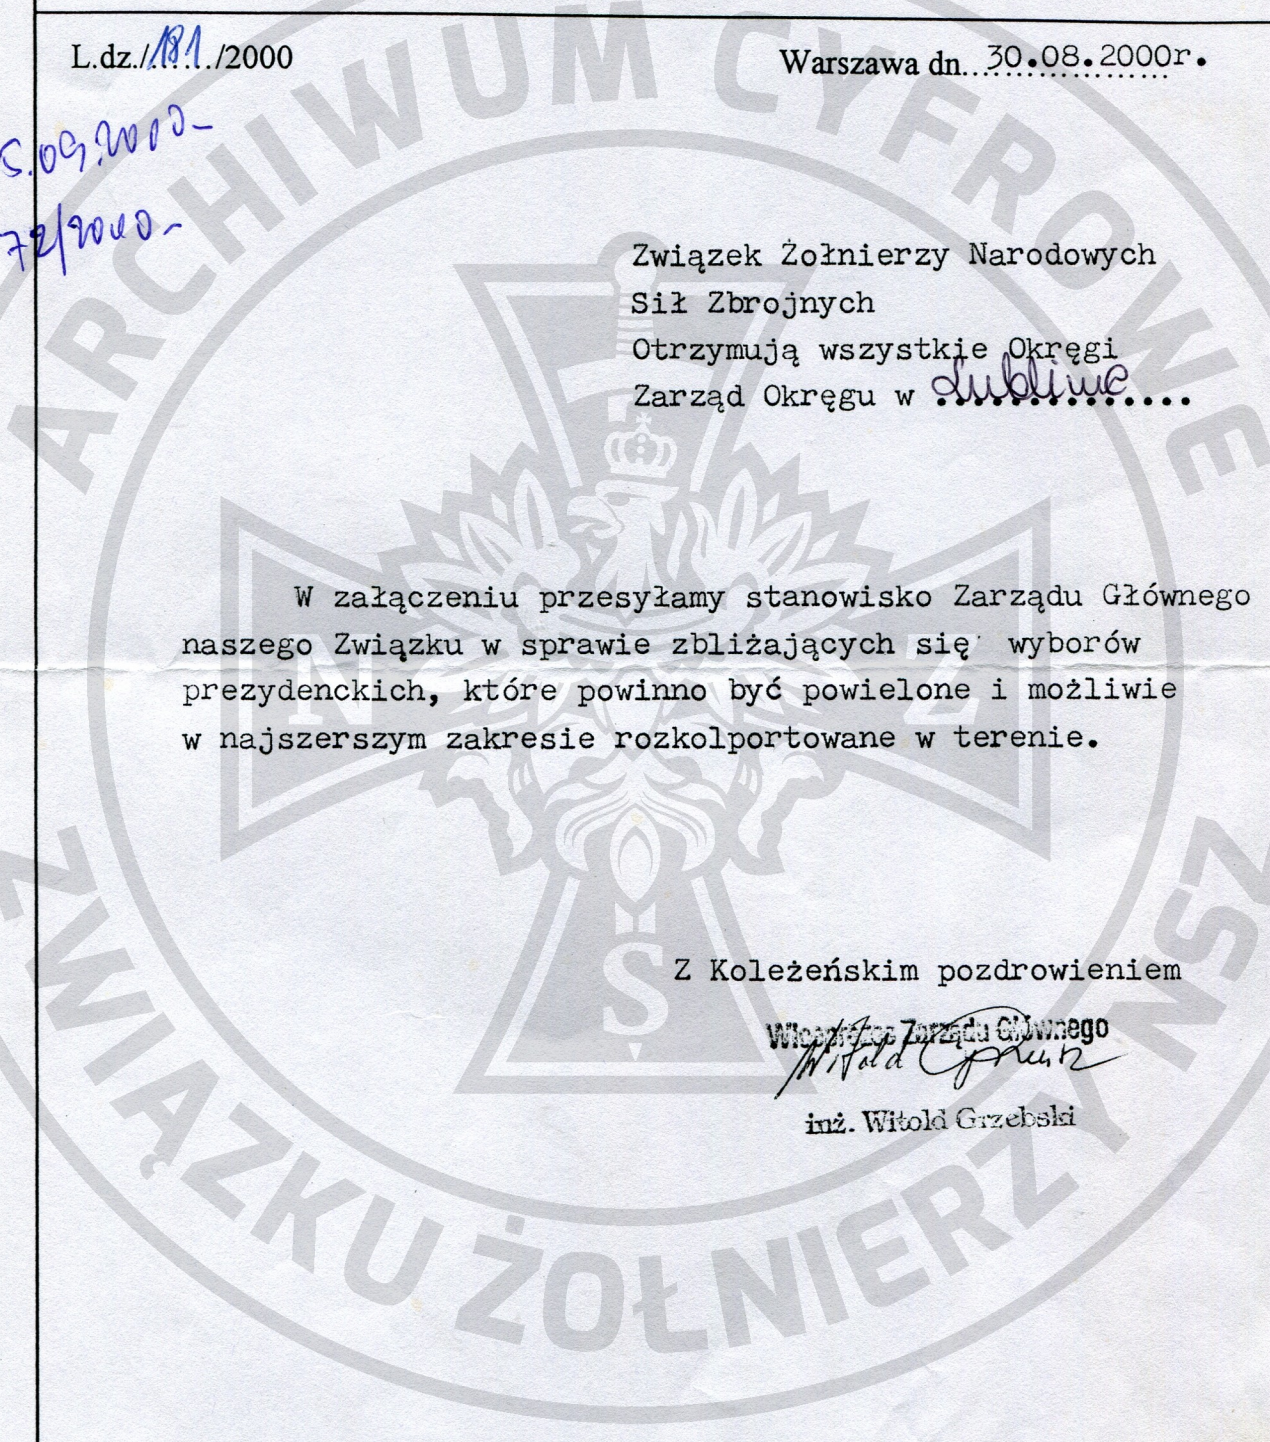 L.dz./181/2000
Warszawa dn. 30.08.2000r.
5.09.2000-
72/2000-
Związek Żołnierzy Narodowych
Sił Zbrojnych
Otrzymują wszystkie Okręgi
Zarząd Okręgu w Lublinie
W załączeniu przesyłamy stanowisko Zarządu Głównego
naszego Związku w sprawie zbliżających się wyborów
prezydenckich, które powinno być powielone i możliwie
w najszerszym zakresie rozkolportowane w terenie.
Z Koleżeńskim pozdrowieniem
Wiceprezes Zarządu Głównego
Witold Grzebski
inż. Witold Grzebski
ARCHIWUM CYFROWE
ZWIĄZKU ŻOŁNIERZY NSZ
N
S
Z